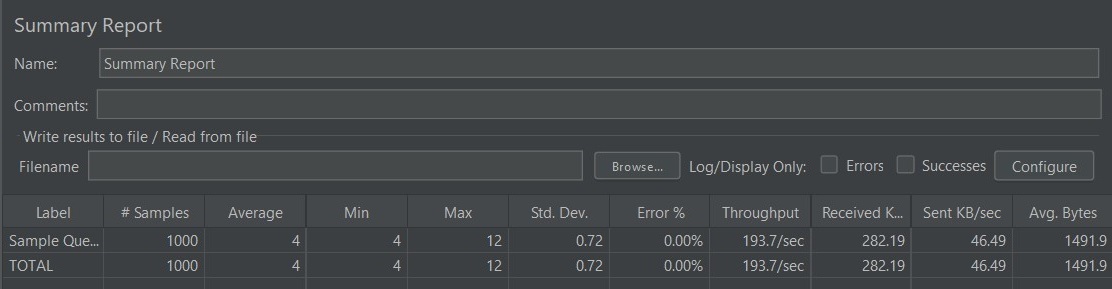 Summary Report
Name: Summary Report
Comments:
Write results to file / Read from file
Filename Browse... Log/Display Only: Errors Successes Configure
Label # Samples Average Min Max Std. Dev. Error % Throughput Received K... Sent KB/sec Avg. Bytes
Sample Que... 1000 4 4 12 0.72 0.00% 193.7/sec 282.19 46.49 1491.9
TOTAL 1000 4 4 12 0.72 0.00% 193.7/sec 282.19 46.49 1491.9